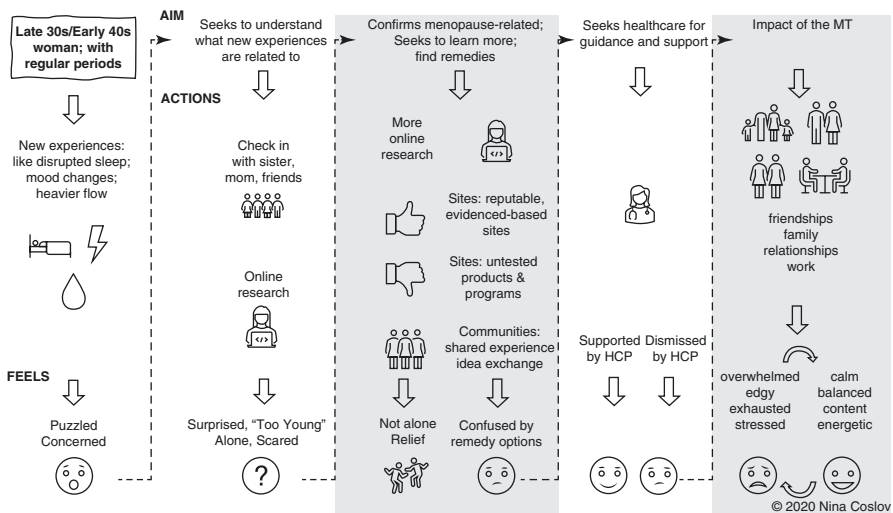 Late 30s/Early 40s
woman; with
regular periods
New experiences:
like disrupted sleep;
mood changes;
heavier flow
FEELS
Puzzled
Concerned
AIM
Seeks to understand
what new experiences
are related to
ACTIONS
Check in
with sister,
mom, friends
Online
research
</>
Surprised, “Too Young”
Alone, Scared
?
Confirms menopause-related;
Seeks to learn more;
find remedies
More
online
research
</>
Sites: reputable,
evidenced-based
sites
Sites: untested
products &
programs
Communities:
shared experience
idea exchange
Not alone
Relief
Confused by
remedy options
Seeks healthcare for
guidance and support
Supported
by HCP
Dismissed
by HCP
Impact of the MT
friendships
family
relationships
work
overwhelmed
edgy
exhausted
stressed
calm
balanced
content
energetic
© 2020 Nina Coslov